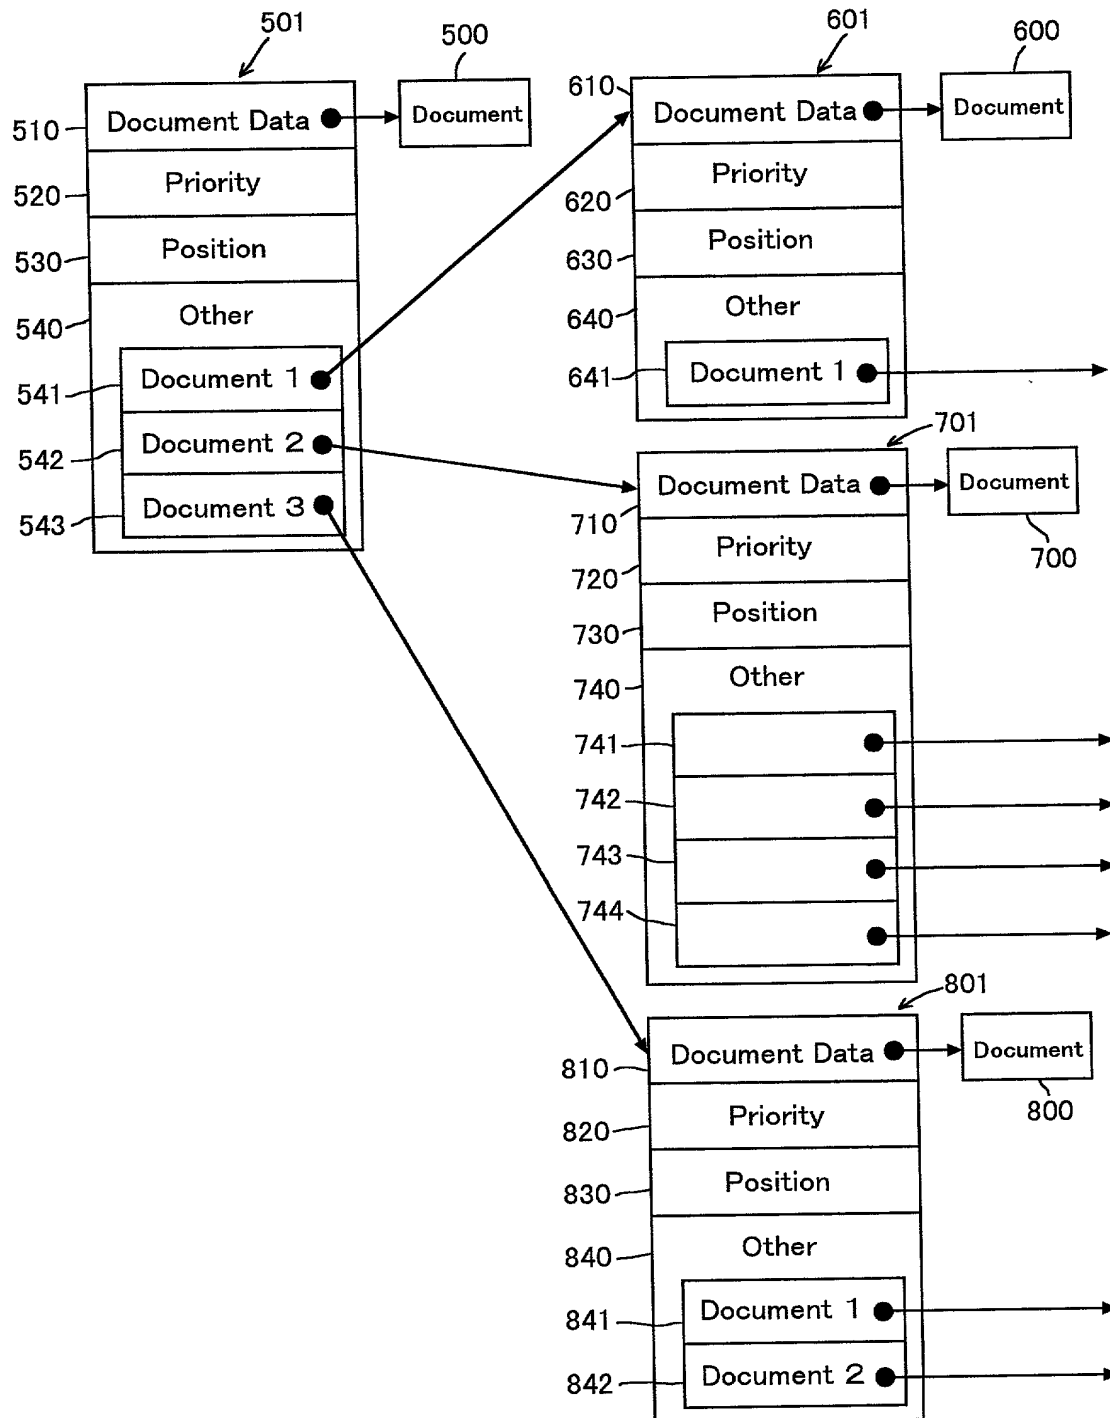 501
500
510 Document Data Document
520 Priority
530 Position
540 Other
541 Document 1
542 Document 2
543 Document 3
601
600
610 Document Data Document
620 Priority
630 Position
640 Other
641 Document 1
701
710 Document Data Document
700
720 Priority
730 Position
740 Other
741
742
743
744
801
810 Document Data Document
800
820 Priority
830 Position
840 Other
841 Document 1
842 Document 2